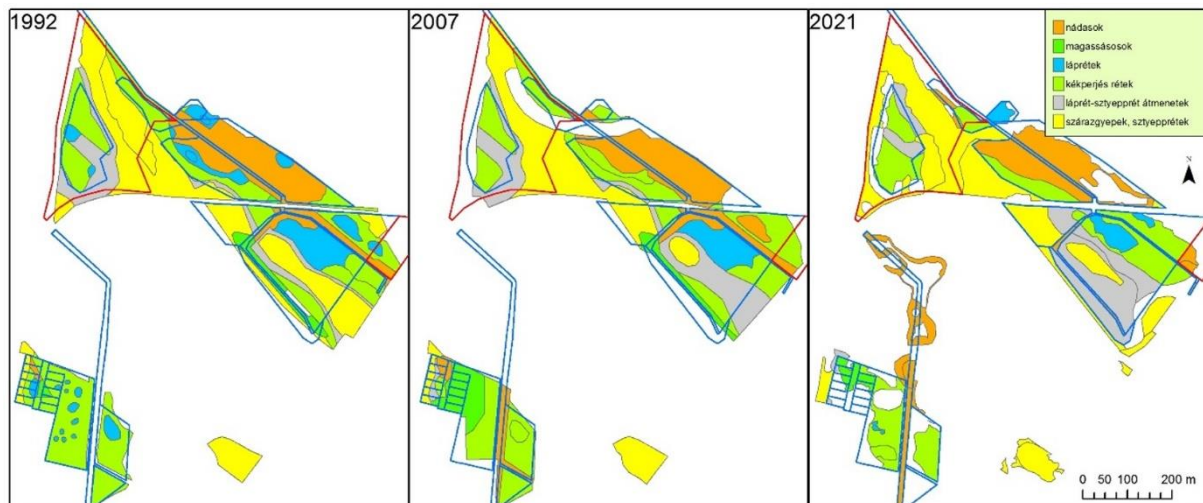 1992
2007
2021
nádasok
magassásosok
láprétek
kékperjés rétek
láprét-sztyepprét átmenetek
szárazgyepek, sztyepprétek
N
0 50 100 200 m